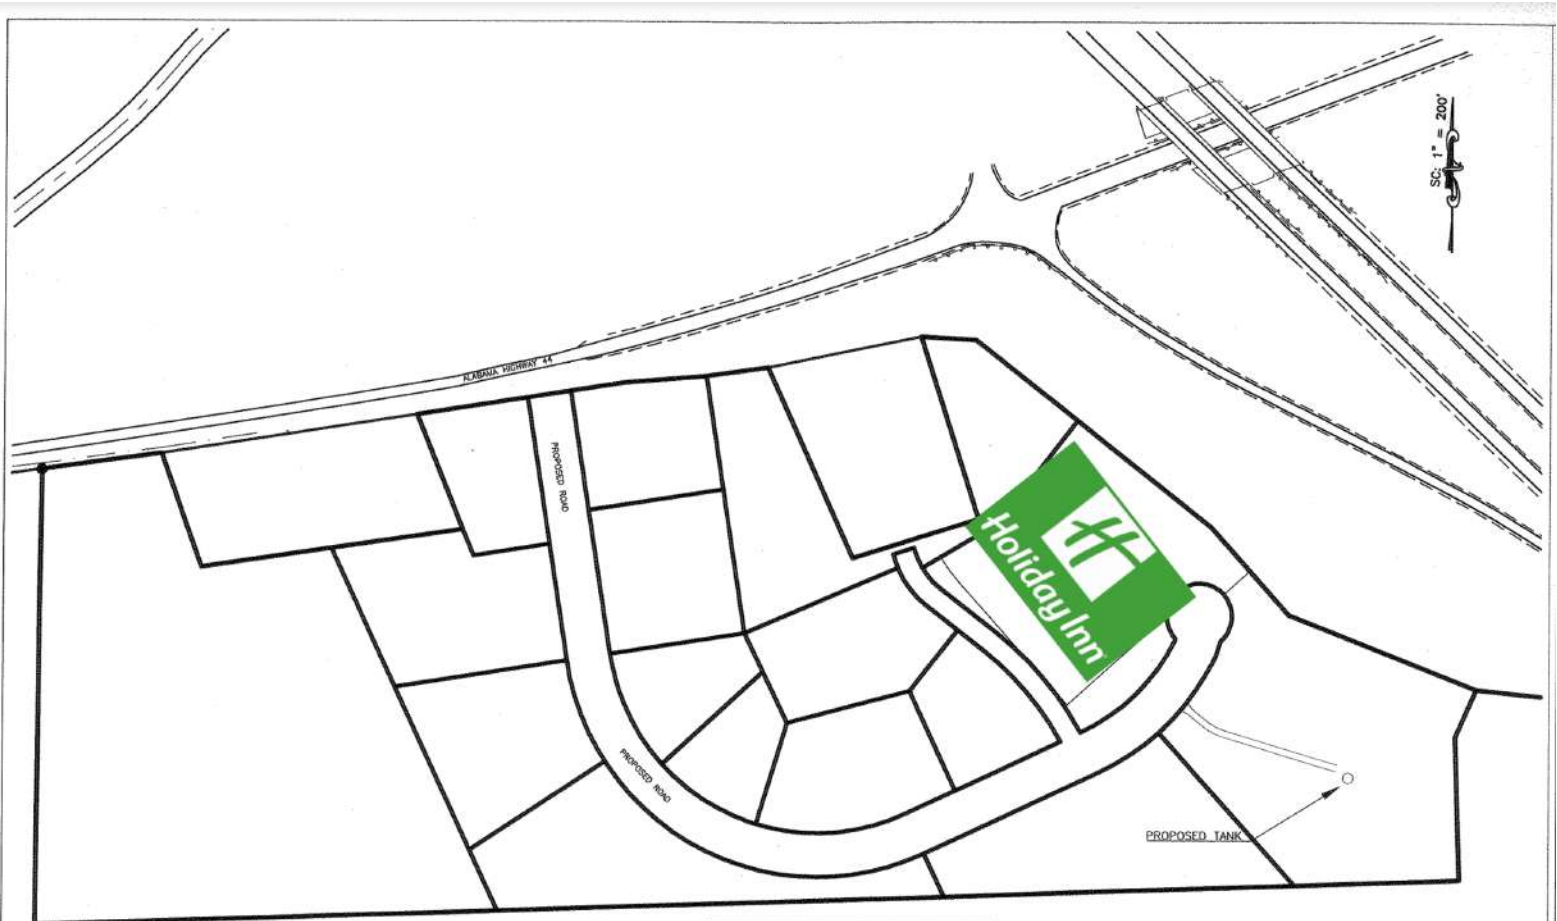 SC: 1" = 200'
ALABAMA HIGHWAY 44
PROPOSED ROAD
H
Holiday Inn
PROPOSED ROAD
PROPOSED TANK